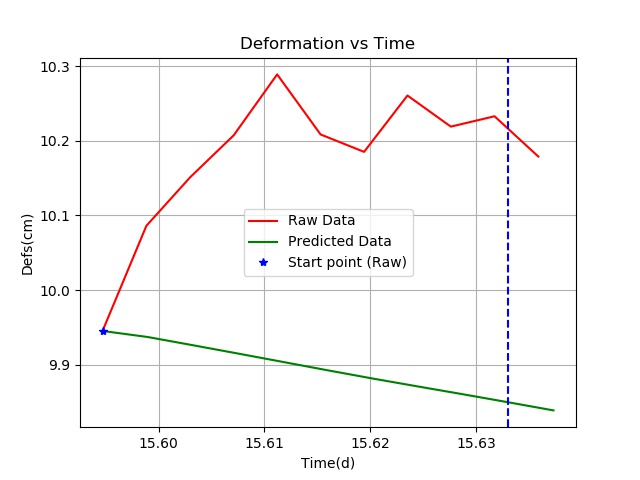 Deformation vs Time
10.3
10.2
10.1
10.0
9.9
Defs(cm)
Raw Data
Predicted Data
Start point (Raw)
15.60 15.61 15.62 15.63
Time(d)